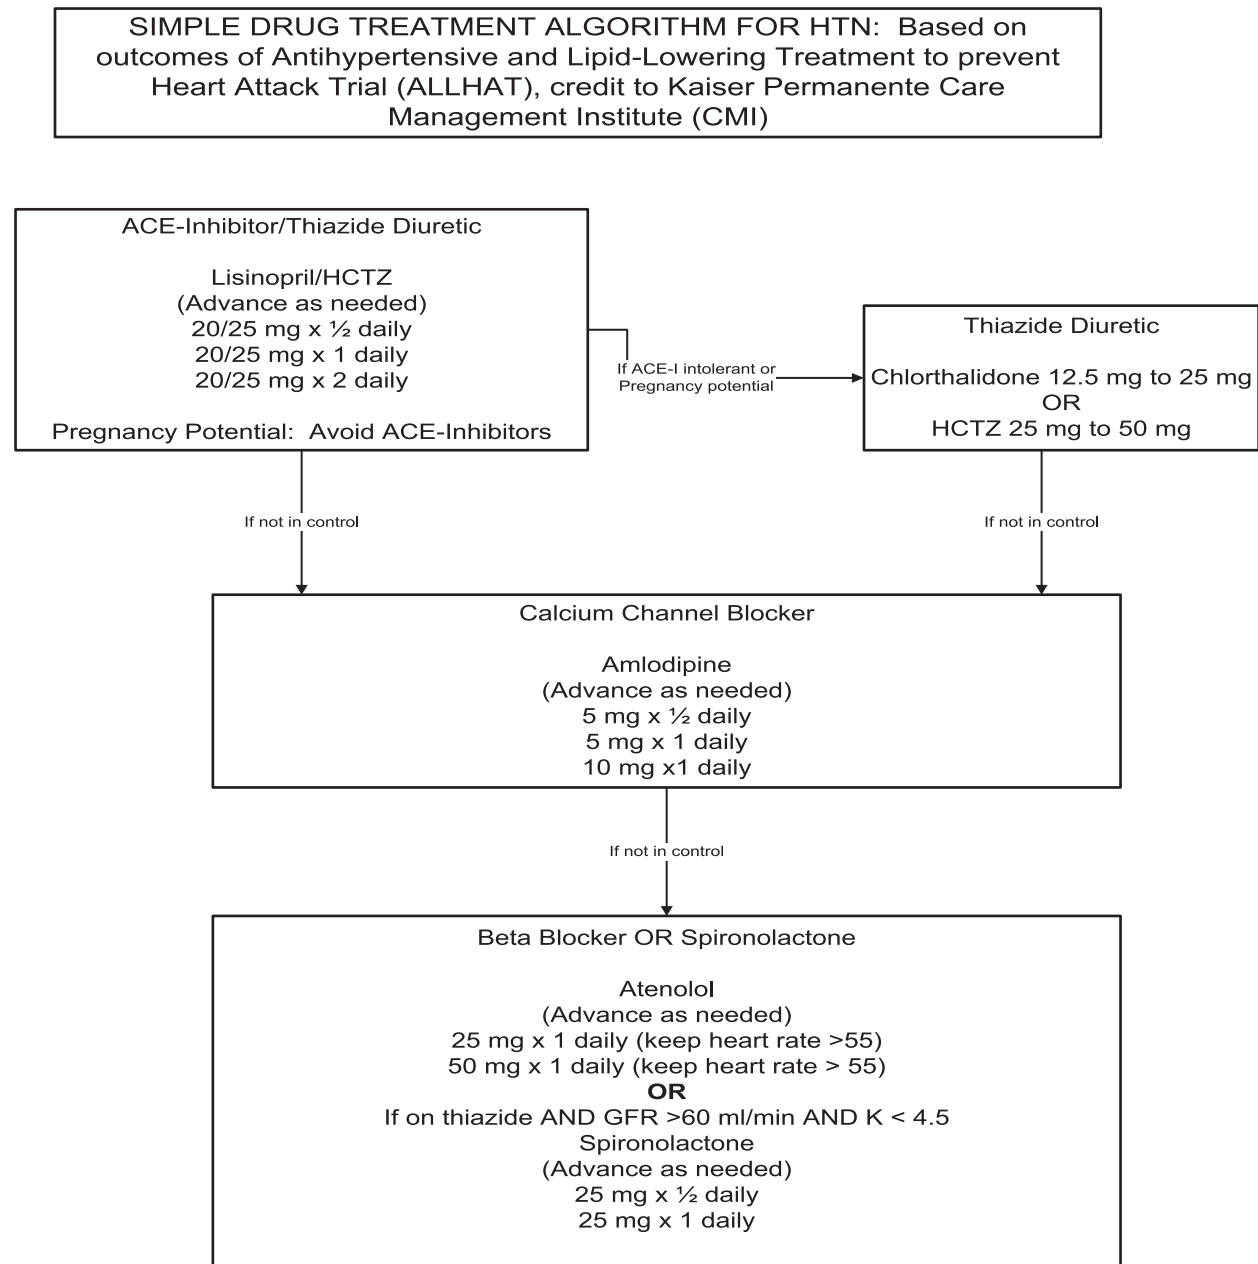 SIMPLE DRUG TREATMENT ALGORITHM FOR HTN:  Based on
outcomes of Antihypertensive and Lipid-Lowering Treatment to prevent
Heart Attack Trial (ALLHAT), credit to Kaiser Permanente Care
Management Institute (CMI)
ACE-Inhibitor/Thiazide Diuretic
Lisinopril/HCTZ
(Advance as needed)
20/25 mg x ½ daily
20/25 mg x 1 daily
20/25 mg x 2 daily
Pregnancy Potential:  Avoid ACE-Inhibitors
If ACE-I intolerant or
Pregnancy potential
Thiazide Diuretic
Chlorthalidone 12.5 mg to 25 mg
OR
HCTZ 25 mg to 50 mg
If not in control
If not in control
Calcium Channel Blocker
Amlodipine
(Advance as needed)
5 mg x ½ daily
5 mg x 1 daily
10 mg x1 daily
If not in control
Beta Blocker OR Spironolactone
Atenolol
(Advance as needed)
25 mg x 1 daily (keep heart rate >55)
50 mg x 1 daily (keep heart rate > 55)
OR
If on thiazide AND GFR >60 ml/min AND K < 4.5
Spironolactone
(Advance as needed)
25 mg x ½ daily
25 mg x 1 daily